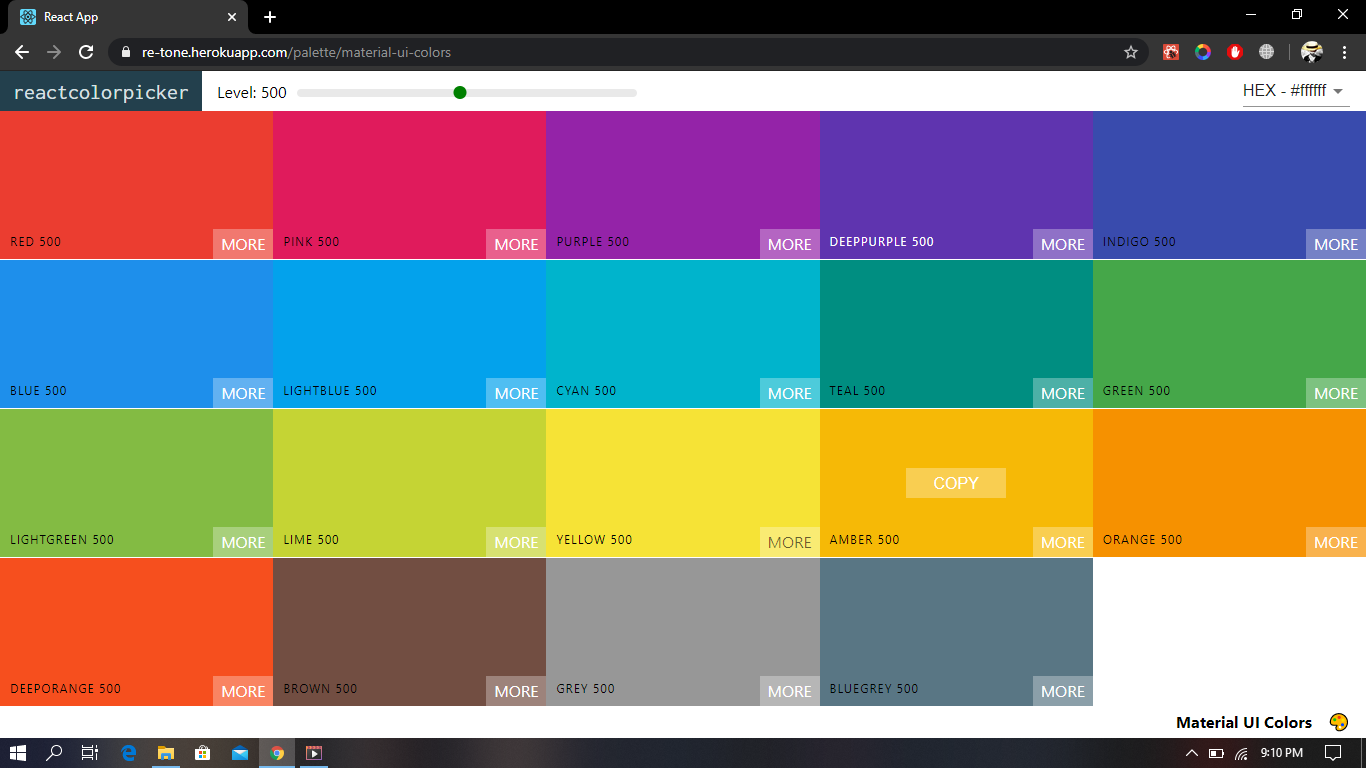 React App
re-tone.herokuapp.com/palette/material-ui-colors
reactcolorpicker
Level: 500
HEX - #ffffff
RED 500
MORE
PINK 500
MORE
PURPLE 500
MORE
DEEPPURPLE 500
MORE
INDIGO 500
MORE
BLUE 500
MORE
LIGHTBLUE 500
MORE
CYAN 500
MORE
TEAL 500
MORE
GREEN 500
MORE
LIGHTGREEN 500
MORE
LIME 500
MORE
YELLOW 500
MORE
COPY
AMBER 500
MORE
ORANGE 500
MORE
DEEPORANGE 500
MORE
BROWN 500
MORE
GREY 500
MORE
BLUEGREY 500
MORE
Material UI Colors
9:10 PM